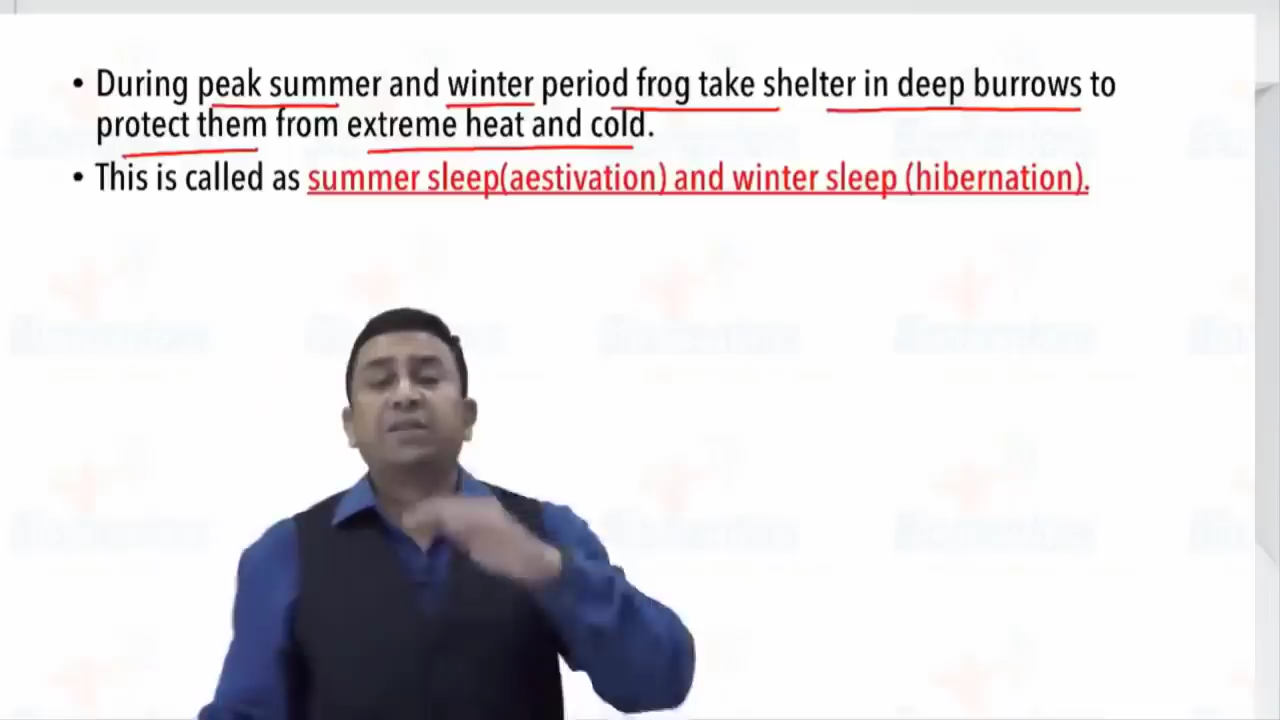 • During peak summer and winter period frog take shelter in deep burrows to
protect them from extreme heat and cold.
• This is called as summer sleep(aestivation) and winter sleep (hibernation).